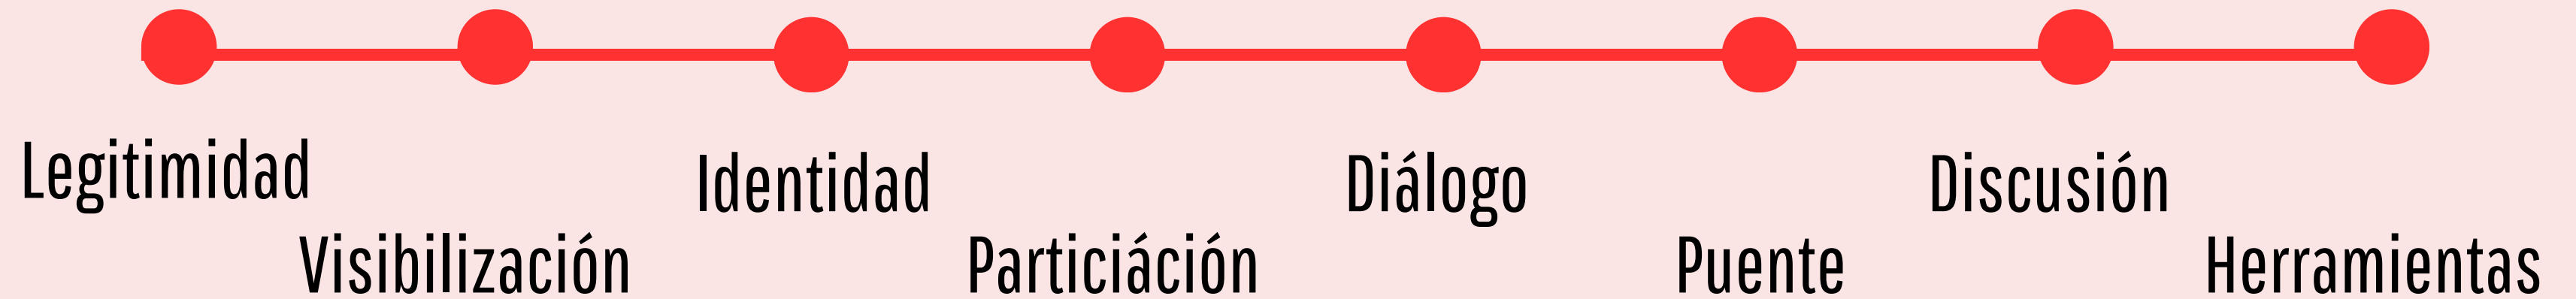 Legitimidad
Visibilización
Identidad
Particiáción
Diálogo
Puente
Discusión
Herramientas